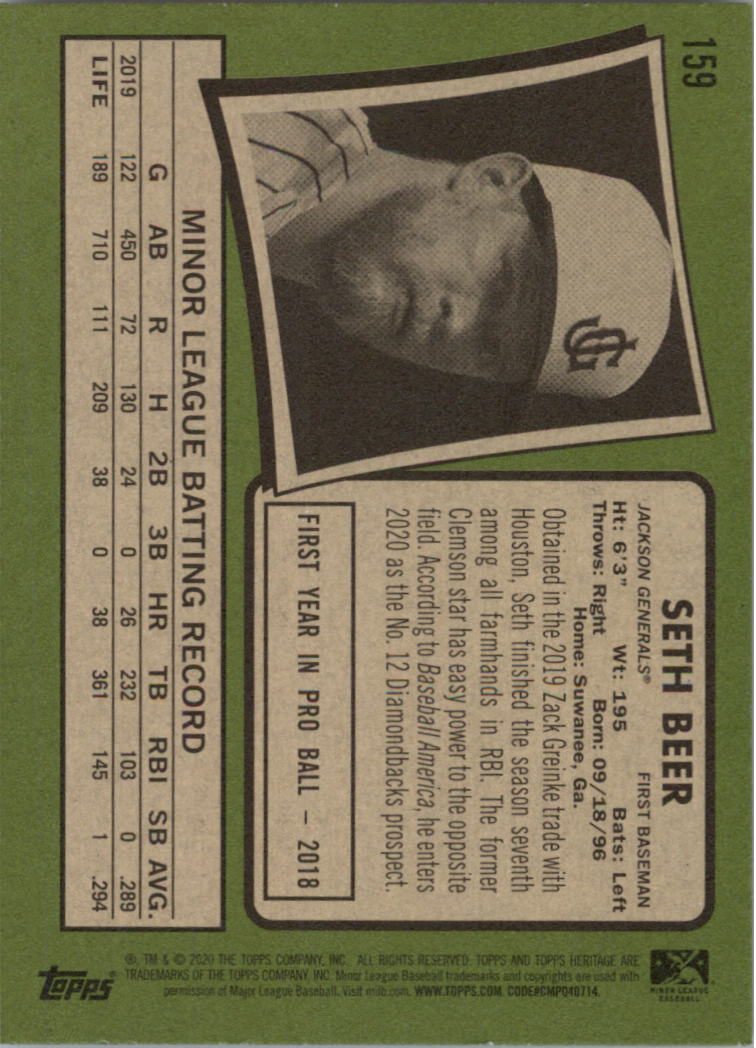 159
SETH BEER
JACKSON GENERALS® FIRST BASEMAN
Ht: 6'3" Wt: 195 Bats: Left
Throws: Right Born: 09/18/96
Home: Suwanee, Ga.
Obtained in the 2019 Zack Greinke trade with
Houston, Seth finished the season seventh
among all farmhands in RBI. The former
Clemson star has easy power to the opposite
field. According to Baseball America, he enters
2020 as the No. 12 Diamondbacks prospect.
FIRST YEAR IN PRO BALL – 2018
MINOR LEAGUE BATTING RECORD
G AB R H 2B 3B HR TB RBI SB AVG.
2019 122 450 72 130 24 0 26 232 103 0 .289
LIFE 189 710 111 209 38 0 38 361 145 1 .294
MINOR LEAGUE
BASEBALL
®, TM & © 2020 THE TOPPS COMPANY, INC. ALL RIGHTS RESERVED. TOPPS AND TOPPS HERITAGE ARE
TRADEMARKS OF THE TOPPS COMPANY, INC. Minor League Baseball trademarks and copyrights are used with
permission of Major League Baseball. Visit milb.com. WWW.TOPPS.COM. CODE#CMP040714.
topps®